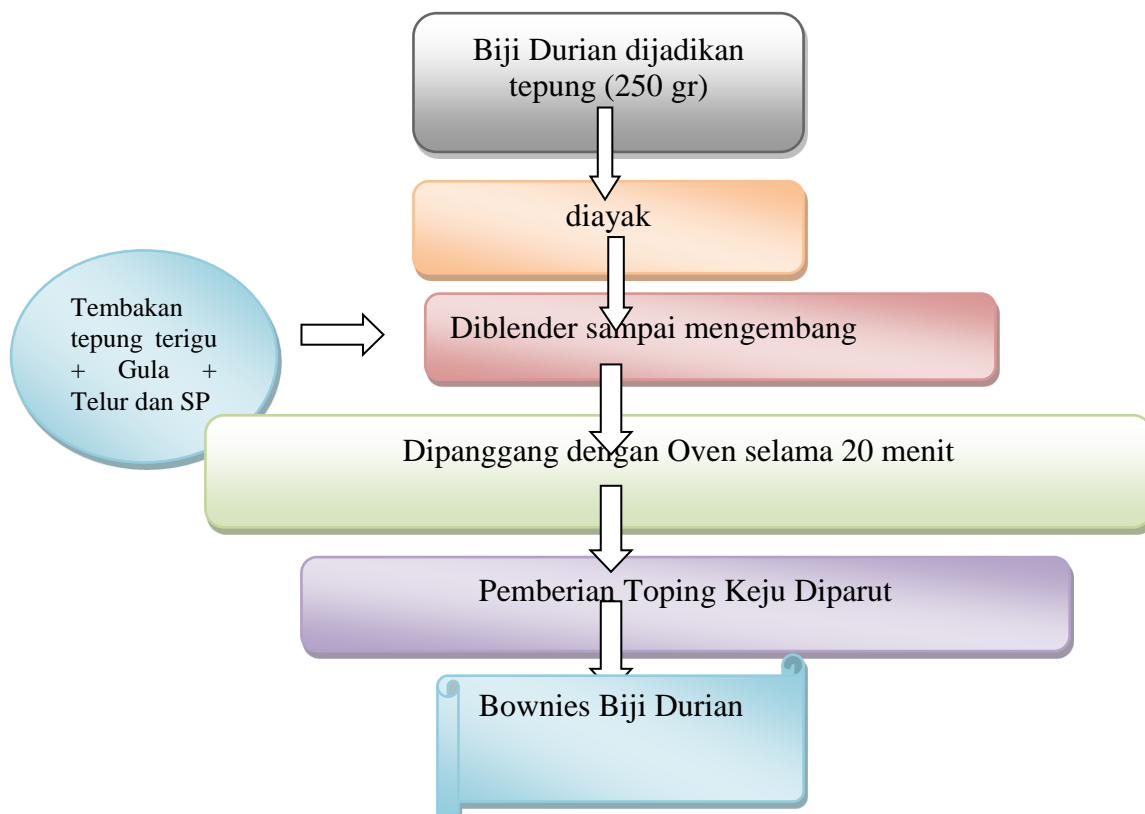 Biji Durian dijadikan
tepung (250 gr)
diayak
Tembakan
tepung terigu
+ Gula +
Telur dan SP
Diblender sampai mengembang
Dipanggang dengan Oven selama 20 menit
Pemberian Toping Keju Diparut
Bownies Biji Durian